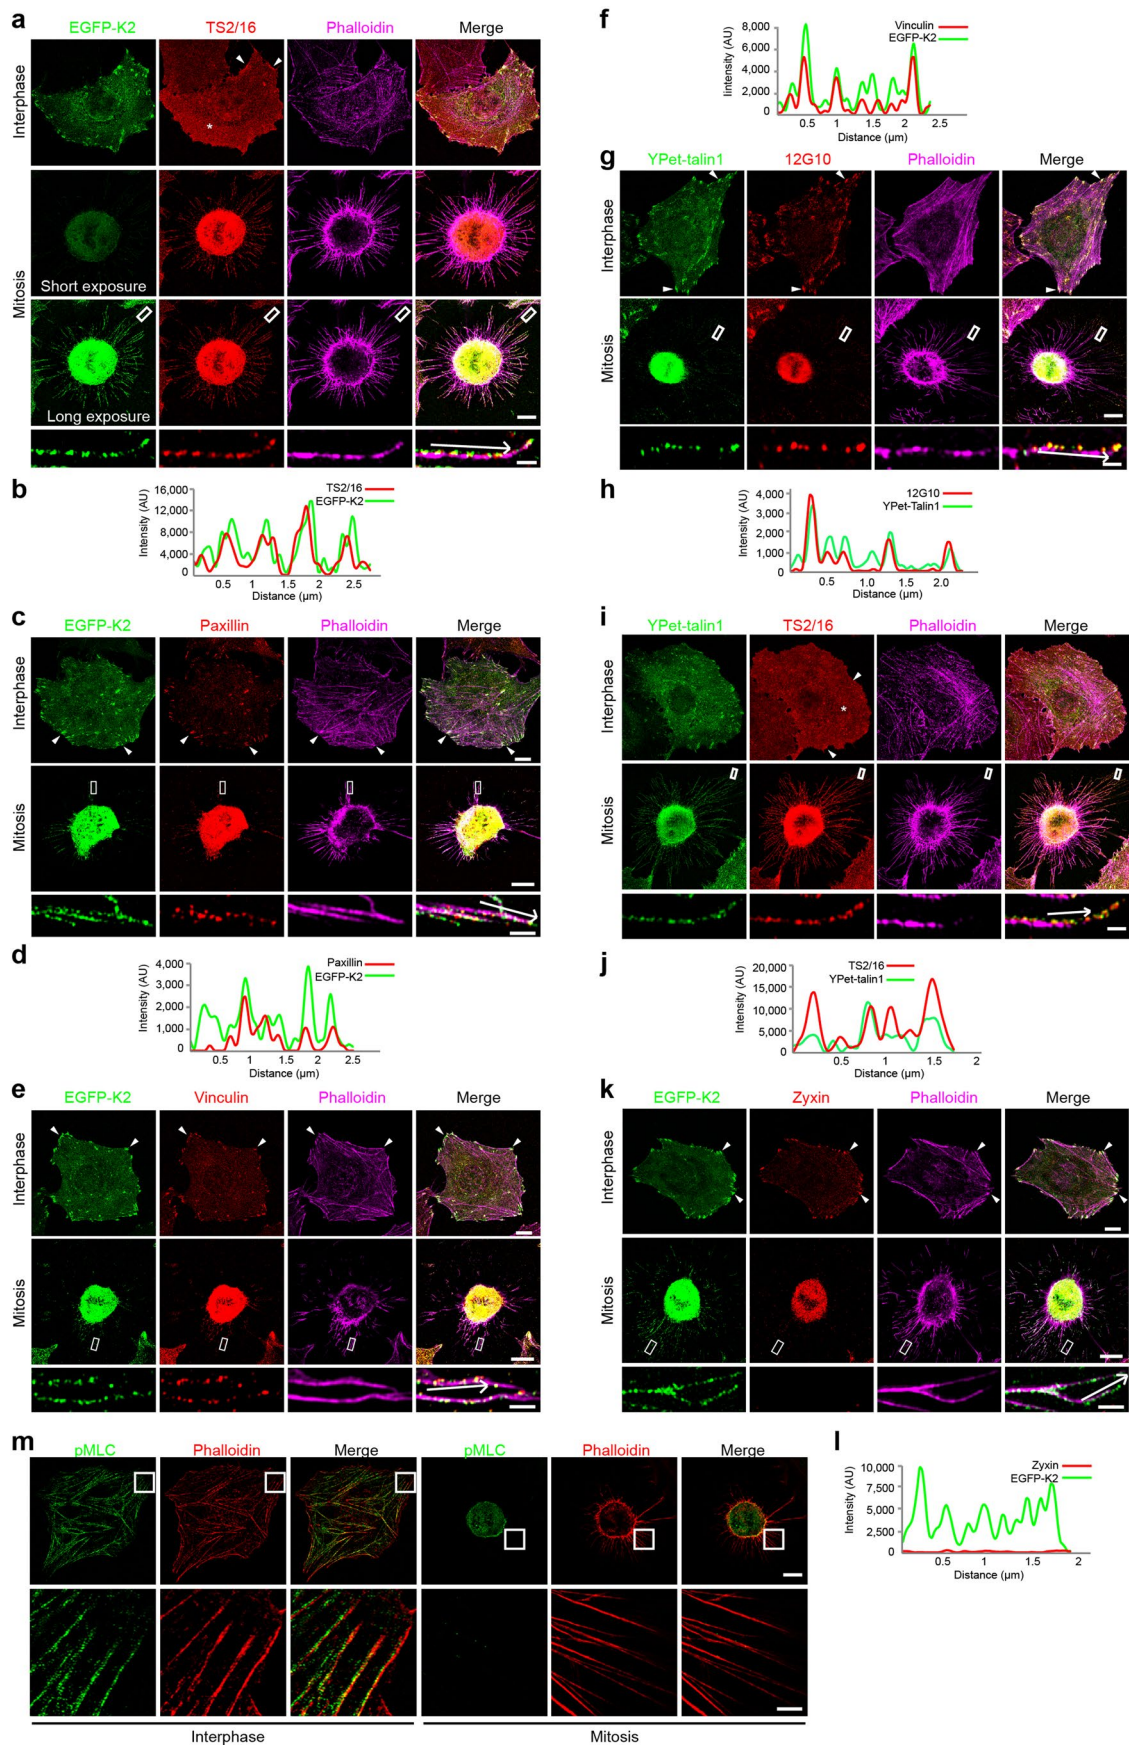 a
EGFP-K2 TS2/16 Phalloidin Merge
Interphase
Mitosis
Short exposure
Long exposure
b
TS2/16
EGFP-K2
Intensity (AU)
16,000
12,000
8,000
4,000
0
0.5 1 1.5 2 2.5
Distance (µm)
c
EGFP-K2 Paxillin Phalloidin Merge
Interphase
Mitosis
d
Paxillin
EGFP-K2
Intensity (AU)
4,000
3,000
2,000
1,000
0
0.5 1 1.5 2 2.5
Distance (µm)
e
EGFP-K2 Vinculin Phalloidin Merge
Interphase
Mitosis
f
Vinculin
EGFP-K2
Iintensity (AU)
8,000
6,000
4,000
2,000
0
0.5 1 1.5 2 2.5
Distance (µm)
g
YPet-talin1 12G10 Phalloidin Merge
Interphase
Mitosis
h
12G10
YPet-Talin1
Intensity (AU)
4,000
3,000
2,000
1,000
0
0.5 1.0 1.5 2.0
Distance (µm)
i
YPet-talin1 TS2/16 Phalloidin Merge
Interphase
*
Mitosis
j
TS2/16
YPet-talin1
Intensity (AU)
20,000
15,000
10,000
5,000
0
0.5 1 1.5 2
Distance (µm)
k
EGFP-K2 Zyxin Phalloidin Merge
Interphase
Mitosis
l
Zyxin
EGFP-K2
Intensity (AU)
10,000
7,500
5,000
2,500
0
0.5 1 1.5 2
Distance (µm)
m
pMLC Phalloidin Merge pMLC Phalloidin Merge
Interphase Mitosis